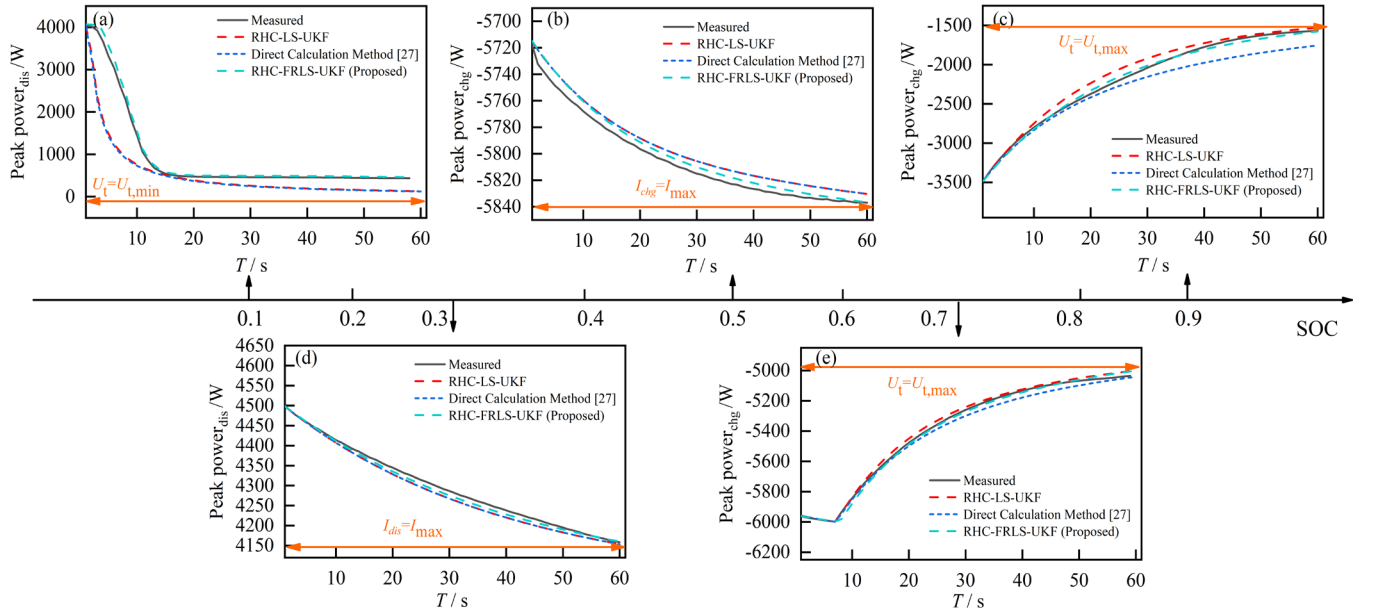 (a)
Peak power_dis /W
4000
3000
2000
1000
0
Measured
RHC-LS-UKF
Direct Calculation Method [27]
RHC-FRLS-UKF (Proposed)
U_t=U_t,min
10 20 30 40 50 60
T / s
(b)
Peak power_chg /W
-5700
-5720
-5740
-5760
-5780
-5800
-5820
-5840
Measured
RHC-LS-UKF
Direct Calculation Method [27]
RHC-FRLS-UKF (Proposed)
I_chg=I_max
10 20 30 40 50 60
T / s
(c)
Peak power_chg /W
-1500
-2000
-2500
-3000
-3500
U_t=U_t,max
Measured
RHC-LS-UKF
Direct Calculation Method [27]
RHC-FRLS-UKF (Proposed)
10 20 30 40 50 60
T / s
0.1 0.2 0.3 0.4 0.5 0.6 0.7 0.8 0.9
SOC
(d)
Peak power_dis /W
4650
4600
4550
4500
4450
4400
4350
4300
4250
4200
4150
Measured
RHC-LS-UKF
Direct Calculation Method [27]
RHC-FRLS-UKF (Proposed)
I_dis=I_max
10 20 30 40 50 60
T / s
(e)
Peak power_chg /W
-5000
-5200
-5400
-5600
-5800
-6000
-6200
U_t=U_t,max
Measured
RHC-LS-UKF
Direct Calculation Method [27]
RHC-FRLS-UKF (Proposed)
10 20 30 40 50 60
T / s